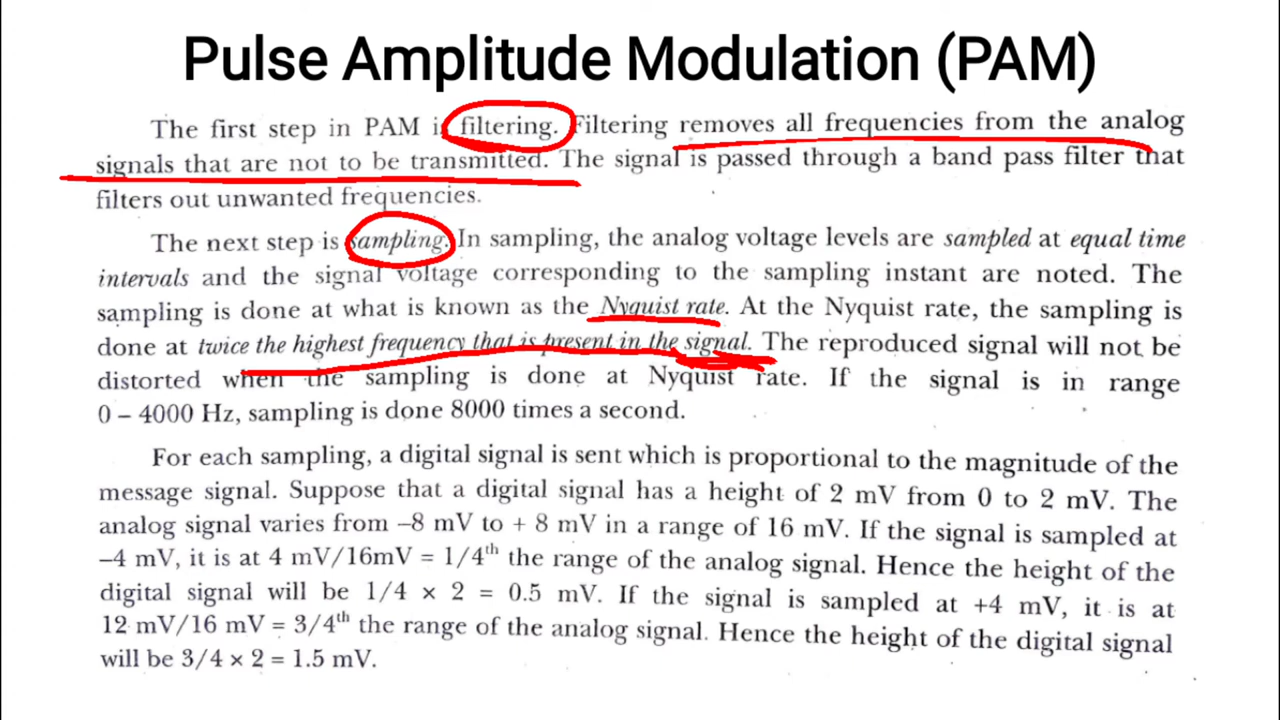 Pulse Amplitude Modulation (PAM)
The first step in PAM is filtering. Filtering removes all frequencies from the analog
signals that are not to be transmitted. The signal is passed through a band pass filter that
filters out unwanted frequencies.
The next step is sampling. In sampling, the analog voltage levels are sampled at equal time
intervals and the signal voltage corresponding to the sampling instant are noted. The
sampling is done at what is known as the Nyquist rate. At the Nyquist rate, the sampling is
done at twice the highest frequency that is present in the signal. The reproduced signal will not be
distorted when the sampling is done at Nyquist rate. If the signal is in range
0 – 4000 Hz, sampling is done 8000 times a second.
For each sampling, a digital signal is sent which is proportional to the magnitude of the
message signal. Suppose that a digital signal has a height of 2 mV from 0 to 2 mV. The
analog signal varies from –8 mV to + 8 mV in a range of 16 mV. If the signal is sampled at
–4 mV, it is at 4 mV/16mV = 1/4th the range of the analog signal. Hence the height of the
digital signal will be 1/4 × 2 = 0.5 mV. If the signal is sampled at +4 mV, it is at
12 mV/16 mV = 3/4th the range of the analog signal. Hence the height of the digital signal
will be 3/4 × 2 = 1.5 mV.